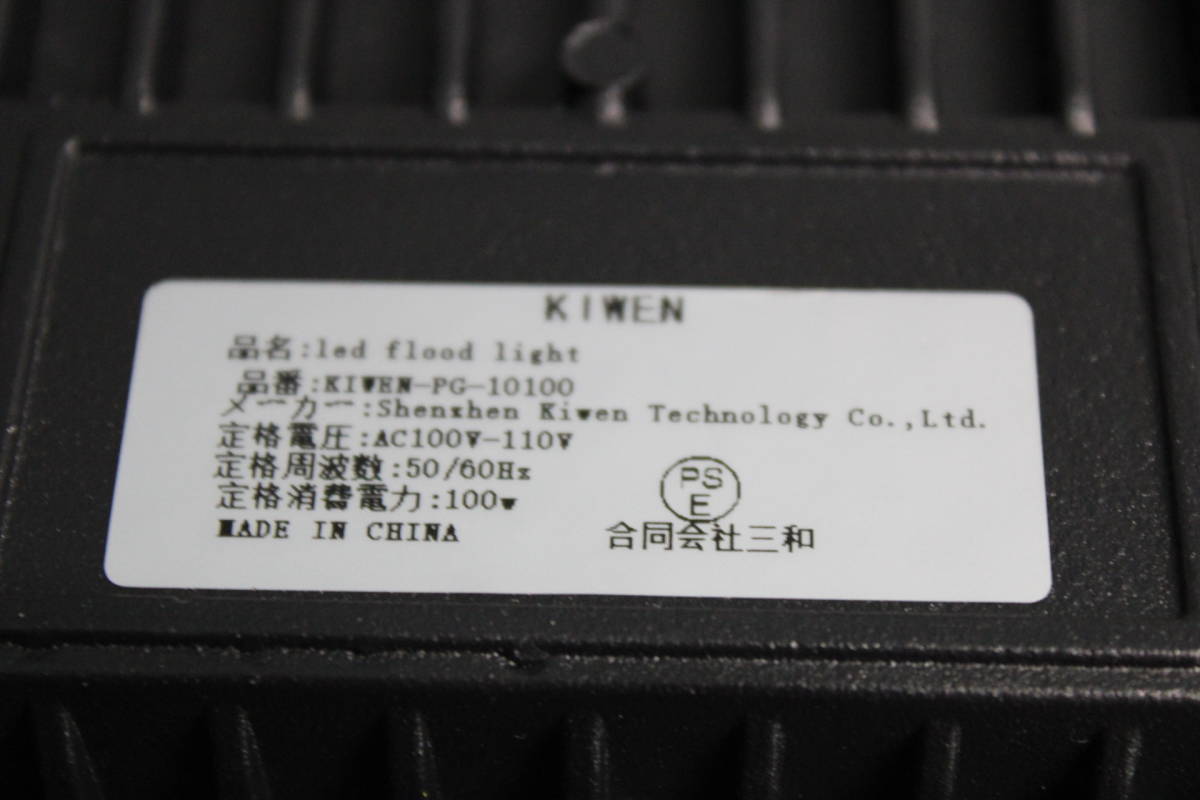 KIWEN
品名:led flood light
品番:KIWEN-PG-10100
メーカー:Shenzhen Kiwen Technology Co.,Ltd.
定格電圧:AC100V-110V
定格周波数:50/60Hz
定格消費電力:100w
MADE IN CHINA
PS
E
合同会社三和